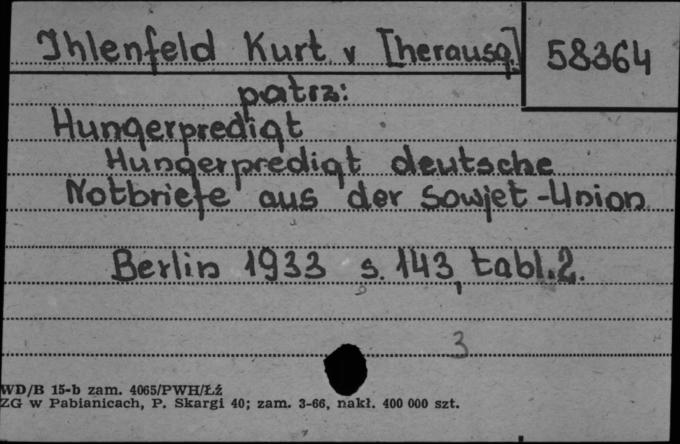 Ihlenfeld Kurt v [herausg.] 58364
patrz:
Hungerpredigt
Hungerpredigt deutsche
Notbriefe aus der Sowjet-Union
Berlin 1933 s. 143, tabl. 2.
3
WD/B 15-b zam. 4065/PWH/Łź
ZG w Pabianicach, P. Skargi 40; zam. 3-66, nakł. 400 000 szt.